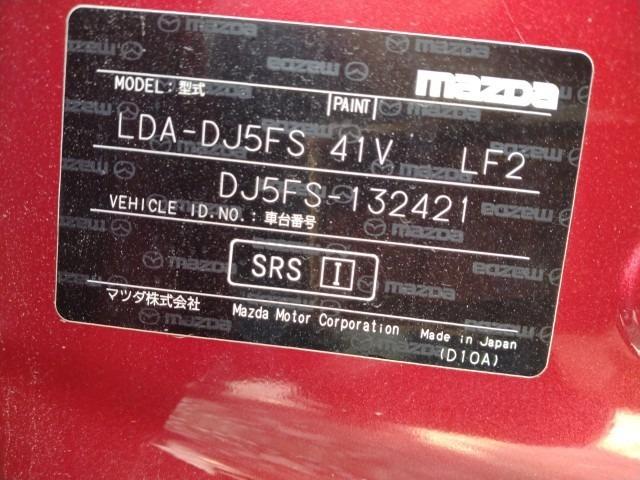 mazda
MODEL: 型式
PAINT
LDA-DJ5FS 41V LF2
DJ5FS-132421
VEHICLE ID.NO.: 車台番号
SRS I
マツダ株式会社 Mazda Motor Corporation Made in Japan
(D10A)